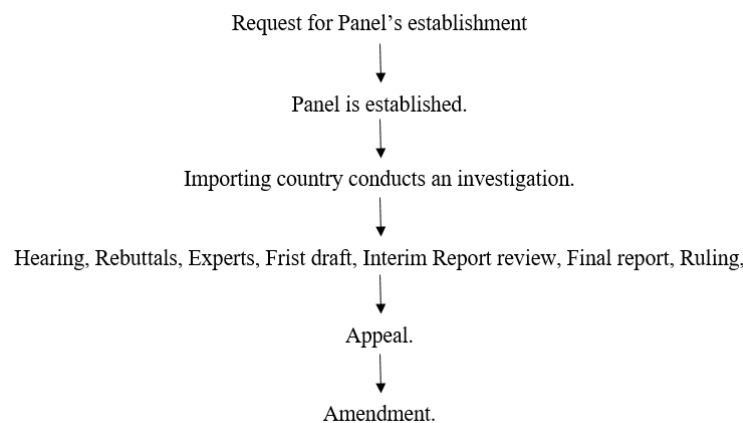 Request for Panel’s establishment
Panel is established.
Importing country conducts an investigation.
Hearing, Rebuttals, Experts, Frist draft, Interim Report review, Final report, Ruling,
Appeal.
Amendment.